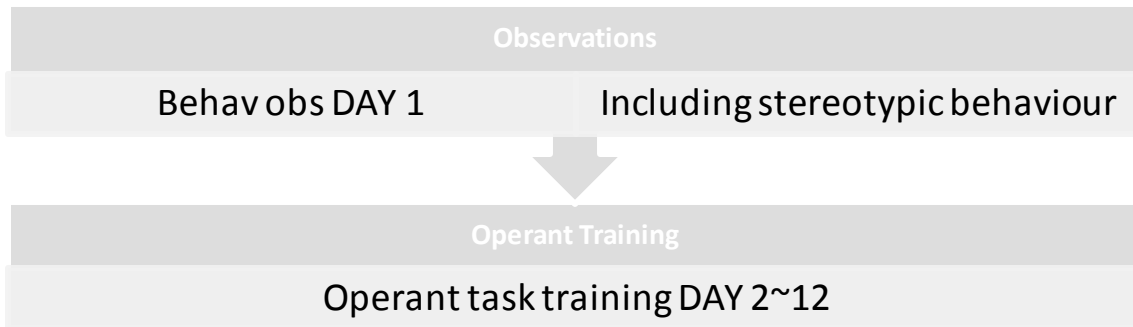 Observations
Behav obs DAY 1
Including stereotypic behaviour
Operant Training
Operant task training DAY 2~12